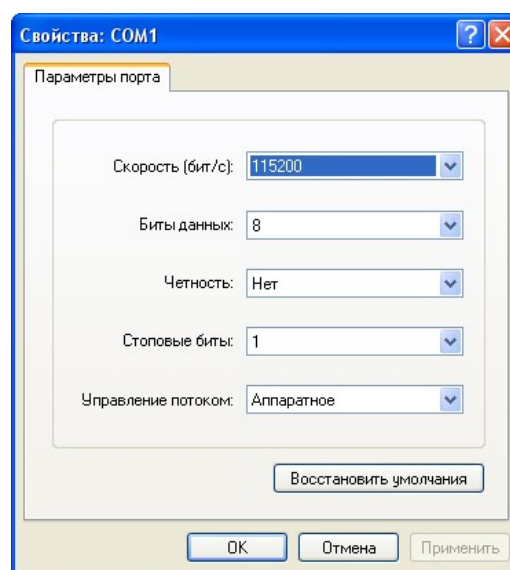 Свойства: COM1
Параметры порта
Скорость (бит/с): 115200
Биты данных: 8
Четность: Нет
Стоповые биты: 1
Управление потоком: Аппаратное
Восстановить умолчания
OK Отмена Применить